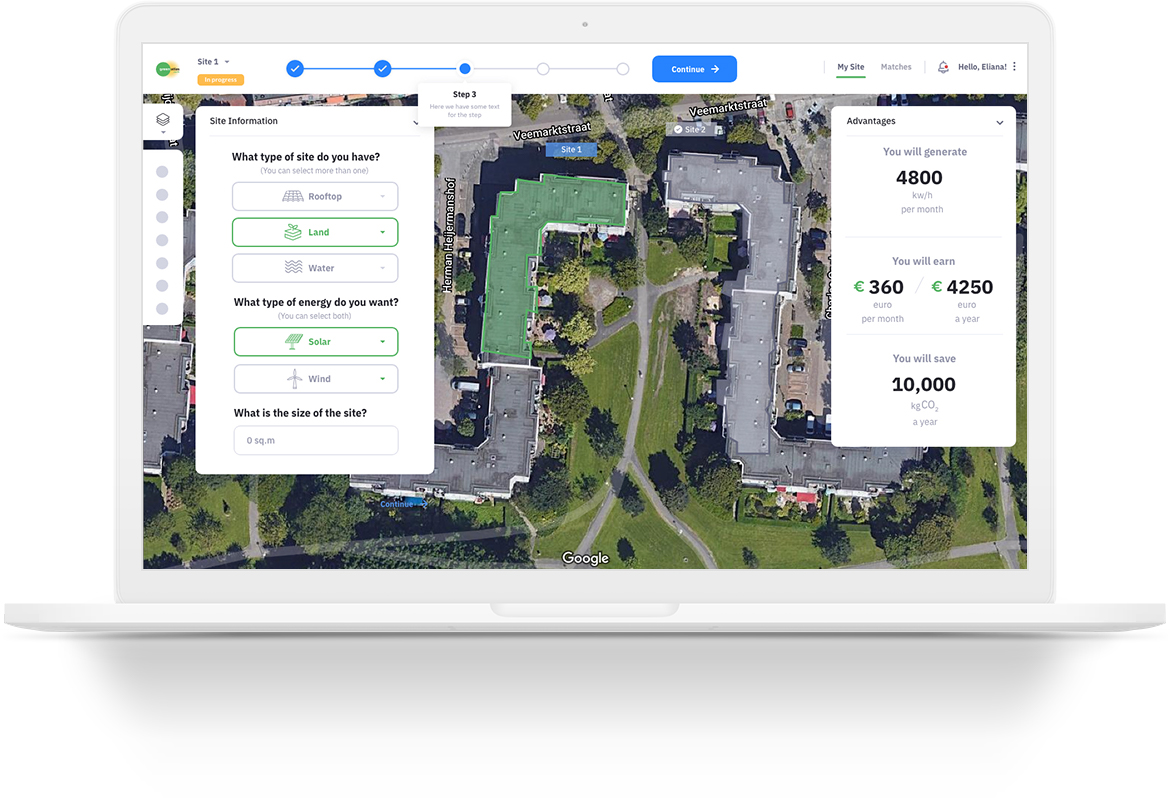 Site 1
In progress
Continue →
My Site
Matches
Hello, Eliana!
Step 3
Here we have some text
for the step
Site Information
What type of site do you have?
(You can select more than one)
Rooftop
Land
Water
What type of energy do you want?
(You can select both)
Solar
Wind
What is the size of the site?
0 sq.m
Continue
Veemarktstraat
Veemarktstraat
Site 1
Site 2
Herman Heijermanshof
Google
Advantages
You will generate
4800
kw/h
per month
You will earn
€ 360 / € 4250
euro euro
per month a year
You will save
10,000
kg CO₂
a year